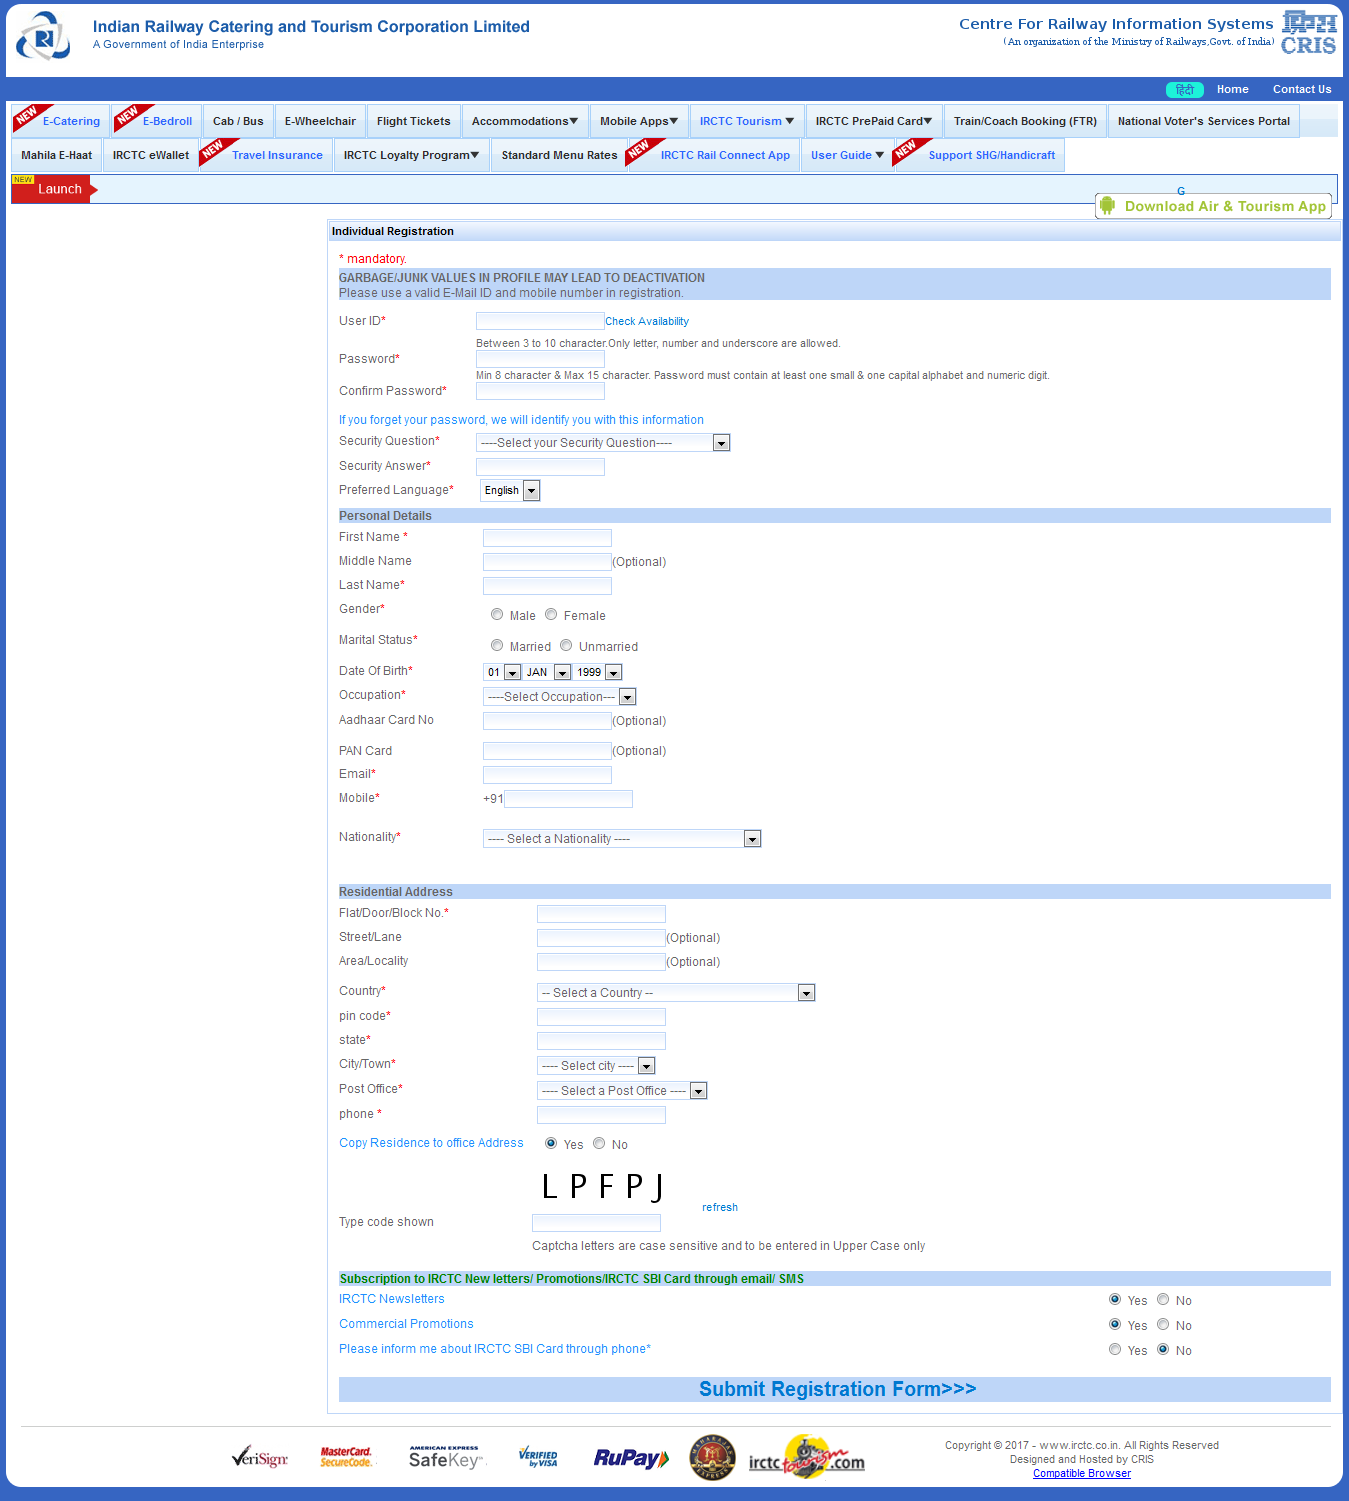 Indian Railway Catering and Tourism Corporation Limited
A Government of India Enterprise
Centre For Railway Information Systems
(An organization of the Ministry of Railways,Govt. of India)
क्रिस
CRIS
हिंदी Home Contact Us
NEW E-Catering NEW E-Bedroll Cab / Bus E-Wheelchair Flight Tickets Accommodations▼ Mobile Apps▼ IRCTC Tourism ▼ IRCTC PrePaid Card▼ Train/Coach Booking (FTR) National Voter's Services Portal
Mahila E-Haat IRCTC eWallet NEW Travel Insurance IRCTC Loyalty Program▼ Standard Menu Rates NEW IRCTC Rail Connect App User Guide ▼ NEW Support SHG/Handicraft
NEW
Launch
G
Download Air & Tourism App
Individual Registration
* mandatory.
GARBAGE/JUNK VALUES IN PROFILE MAY LEAD TO DEACTIVATION
Please use a valid E-Mail ID and mobile number in registration.
User ID* Check Availability
Between 3 to 10 character.Only letter, number and underscore are allowed.
Password*
Min 8 character & Max 15 character. Password must contain at least one small & one capital alphabet and numeric digit.
Confirm Password*
If you forget your password, we will identify you with this information
Security Question* ----Select your Security Question----
Security Answer*
Preferred Language* English
Personal Details
First Name *
Middle Name (Optional)
Last Name*
Gender* Male Female
Marital Status* Married Unmarried
Date Of Birth* 01 JAN 1999
Occupation* ----Select Occupation---
Aadhaar Card No (Optional)
PAN Card (Optional)
Email*
Mobile* +91
Nationality* ---- Select a Nationality ----
Residential Address
Flat/Door/Block No.*
Street/Lane (Optional)
Area/Locality (Optional)
Country* -- Select a Country --
pin code*
state*
City/Town* ---- Select city ----
Post Office* ---- Select a Post Office ----
phone *
Copy Residence to office Address Yes No
L P F P J
refresh
Type code shown
Captcha letters are case sensitive and to be entered in Upper Case only
Subscription to IRCTC New letters/ Promotions/IRCTC SBI Card through email/ SMS
IRCTC Newsletters Yes No
Commercial Promotions Yes No
Please inform me about IRCTC SBI Card through phone* Yes No
Submit Registration Form>>>
VeriSign
MasterCard. SecureCode.
AMERICAN EXPRESS SafeKey
VERIFIED by VISA
RuPay
MAHARAJAS EXPRESS
irctc tourism .com
Copyright © 2017 - www.irctc.co.in. All Rights Reserved
Designed and Hosted by CRIS
Compatible Browser